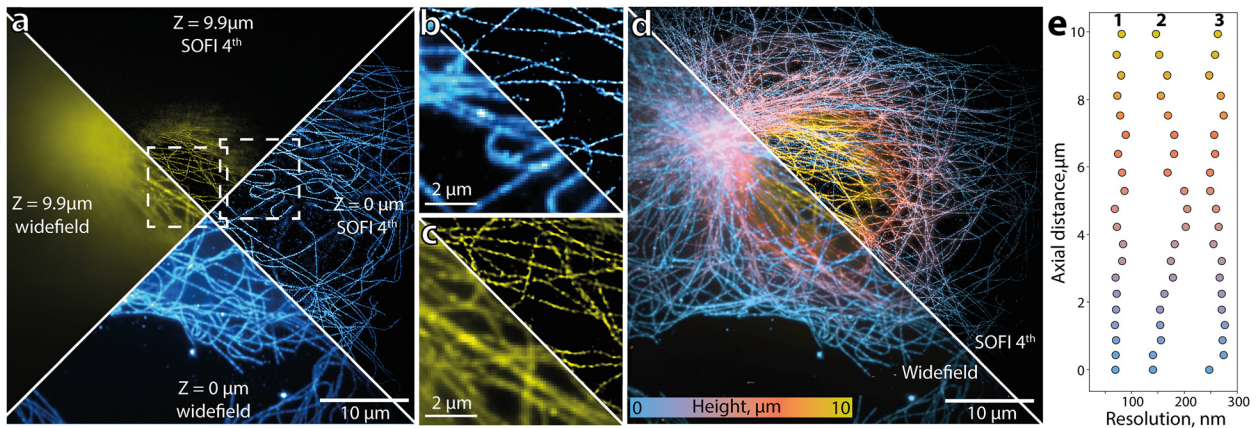 a
Z = 9.9μm
SOFI 4th
Z = 9.9μm
widefield
Z = 0 μm
SOFI 4th
Z = 0 μm
widefield
10 μm
b
2 μm
c
2 μm
d
SOFI 4th
Widefield
0 Height, μm 10
10 μm
e
1 2 3
10
8
6
4
2
0
Axial distance,μm
100 200 300
Resolution, nm